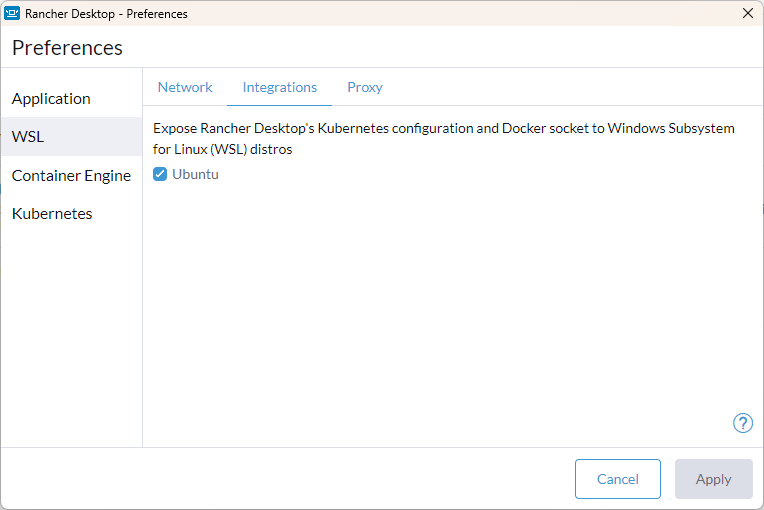 Rancher Desktop - Preferences
Preferences
Application
WSL
Container Engine
Kubernetes
Network Integrations Proxy
Expose Rancher Desktop's Kubernetes configuration and Docker socket to Windows Subsystem
for Linux (WSL) distros
Ubuntu
?
Cancel Apply